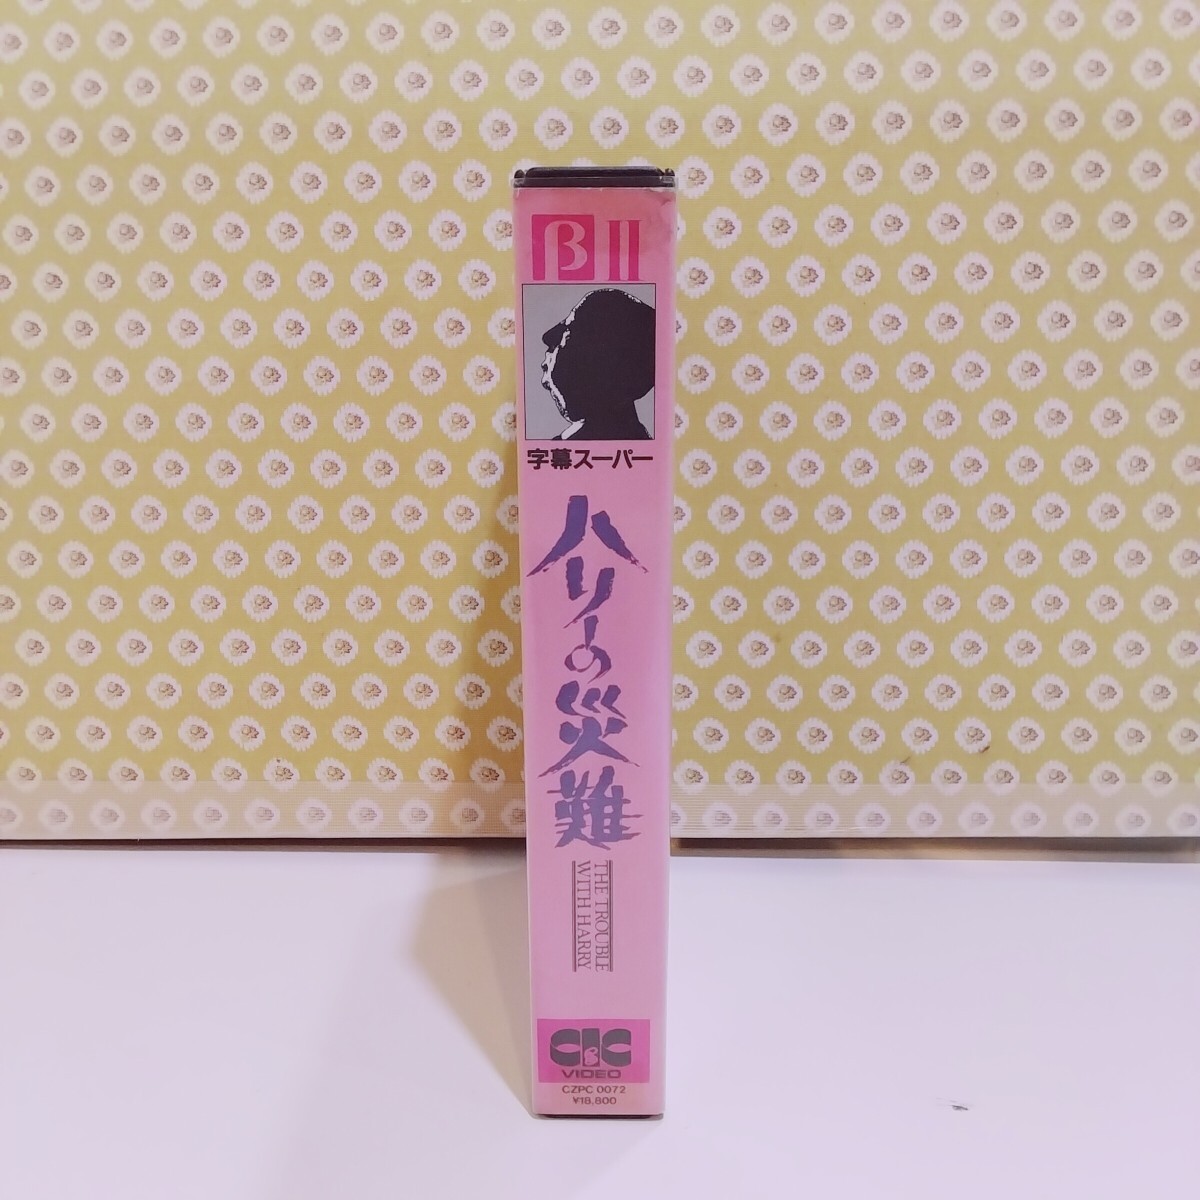 β II
字幕スーパー
ハリーの災難
THE TROUBLE
WITH HARRY
CIC
VIDEO
CZPC 0072
¥18,800